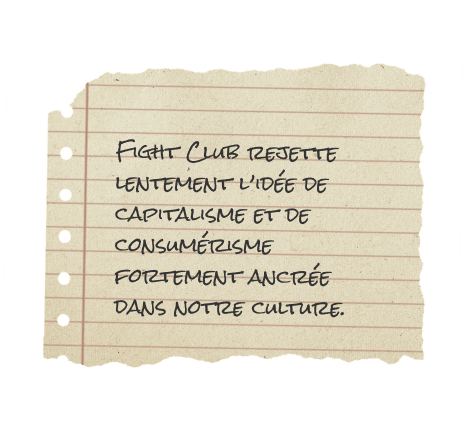 Fight Club rejette
lentement l'idée de
capitalisme et de
consumérisme
fortement ancrée
dans notre culture.